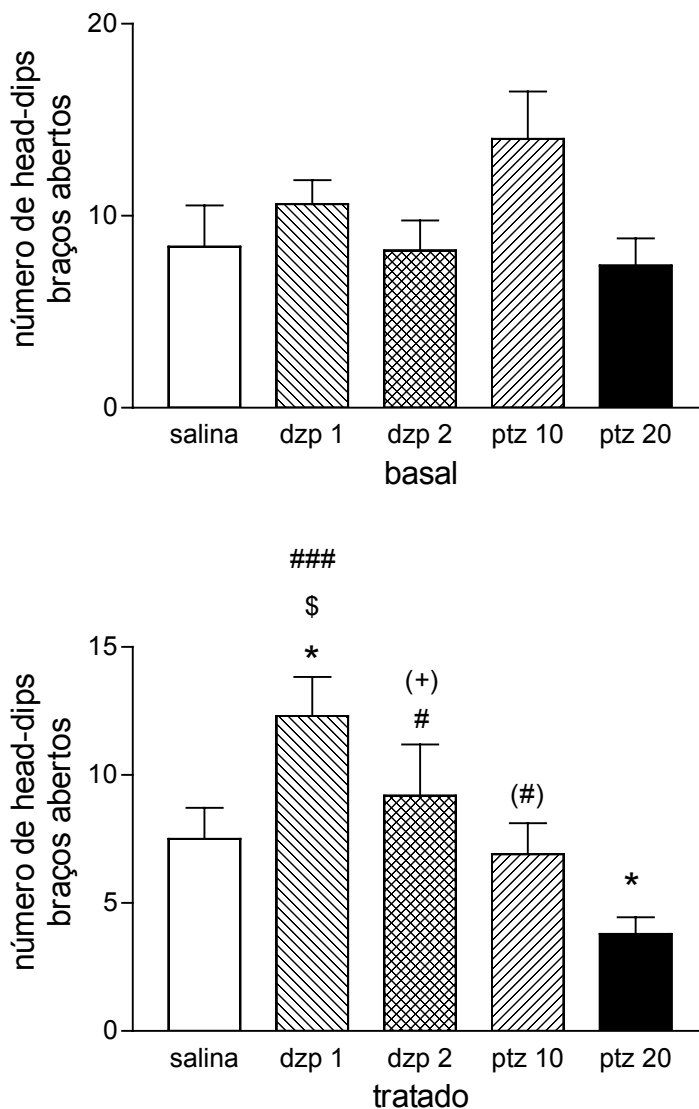 número de head-dips
braços abertos
20
10
0
salina dzp 1 dzp 2 ptz 10 ptz 20
basal
###
$
*
(+)
#
(#)
*
número de head-dips
braços abertos
15
10
5
0
salina dzp 1 dzp 2 ptz 10 ptz 20
tratado